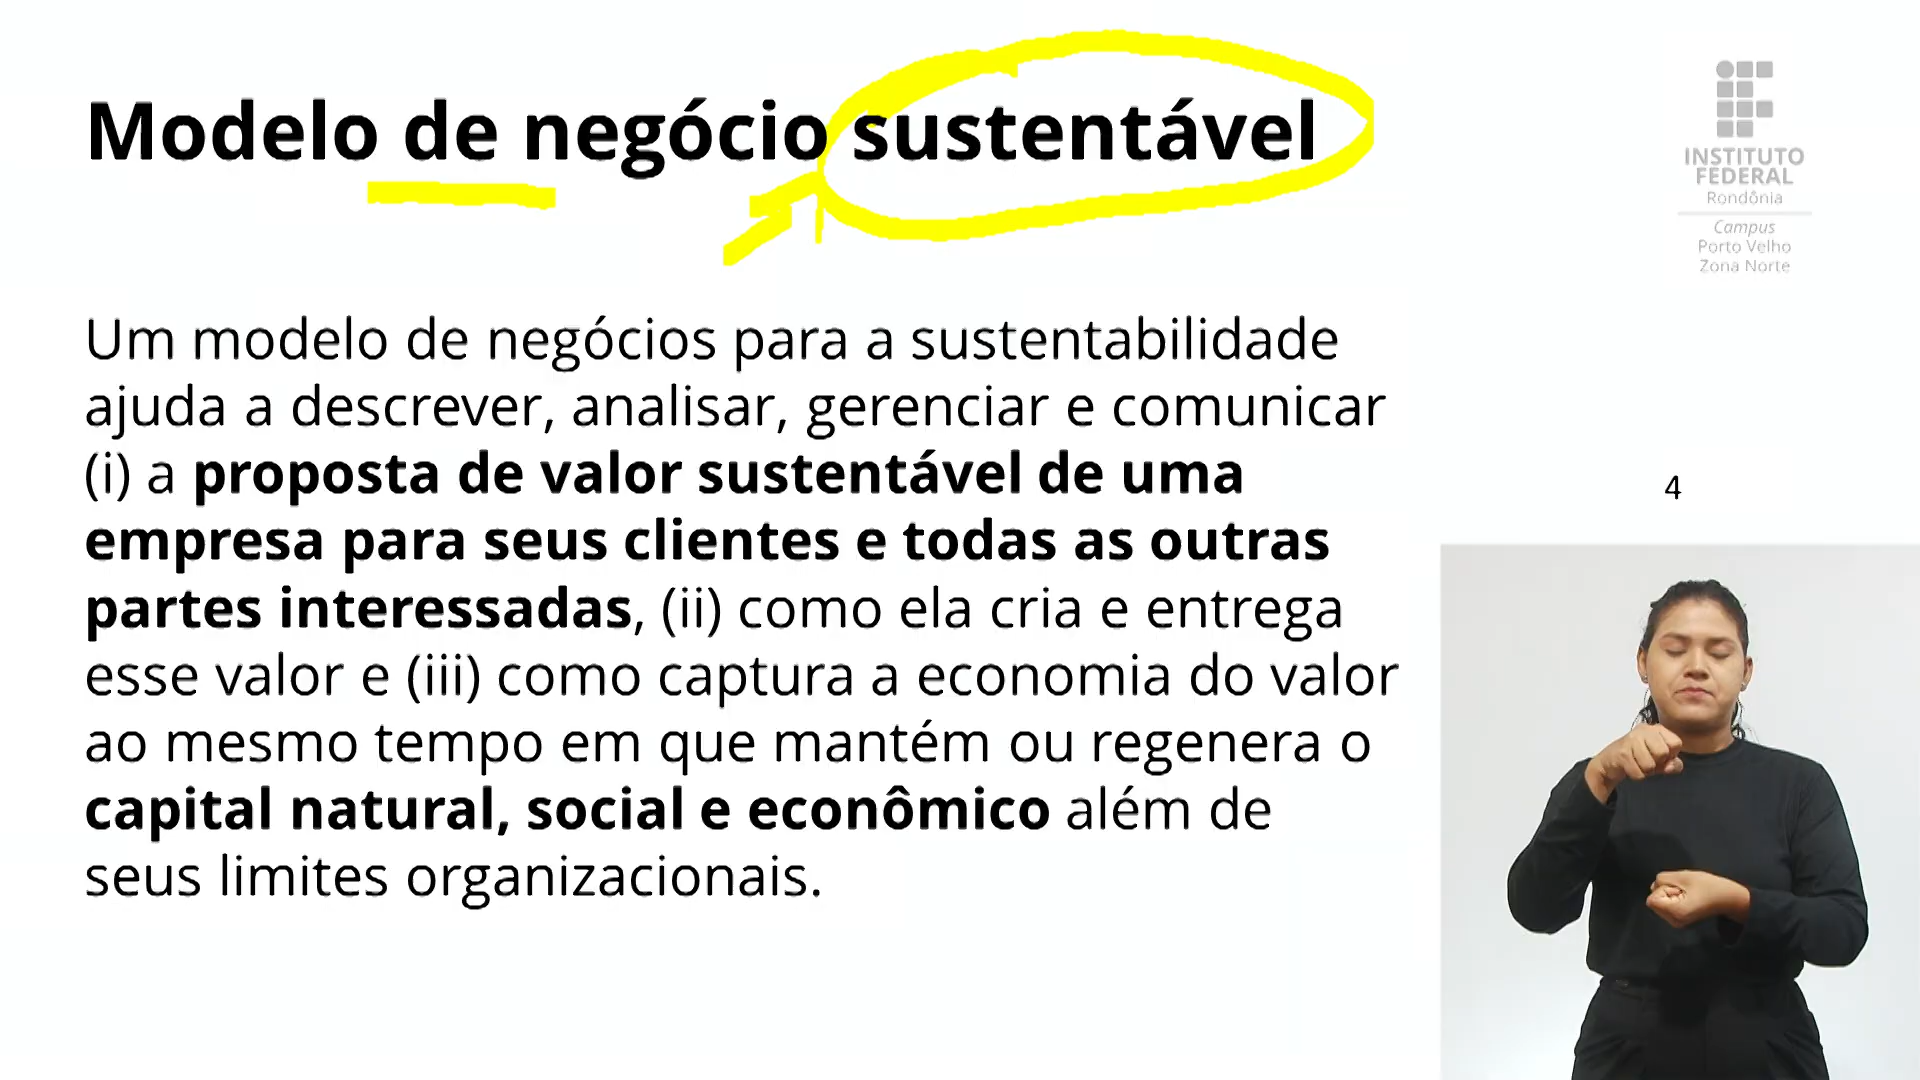 Modelo de negócio sustentável
INSTITUTO
FEDERAL
Rondônia
Campus
Porto Velho
Zona Norte
Um modelo de negócios para a sustentabilidade
ajuda a descrever, analisar, gerenciar e comunicar
(i) a proposta de valor sustentável de uma
empresa para seus clientes e todas as outras
partes interessadas, (ii) como ela cria e entrega
esse valor e (iii) como captura a economia do valor
ao mesmo tempo em que mantém ou regenera o
capital natural, social e econômico além de
seus limites organizacionais.
4